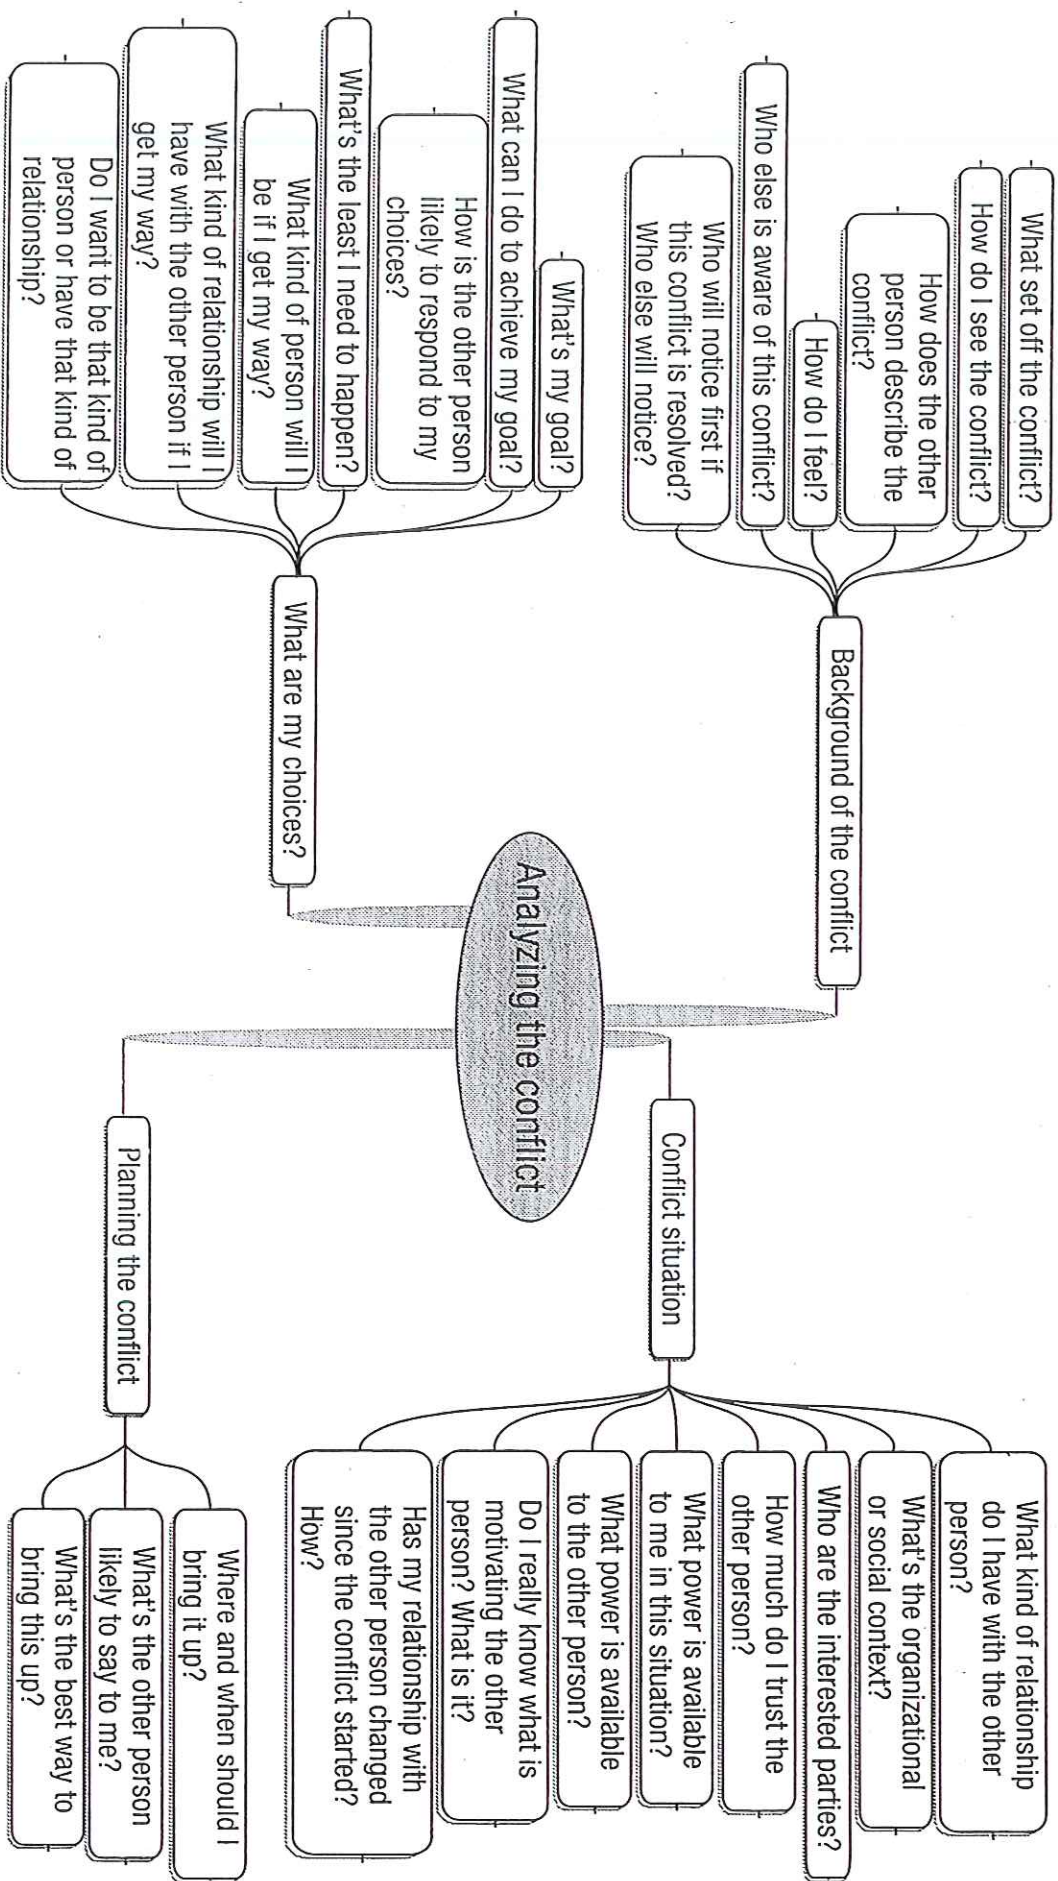 Analyzing the conflict
Background of the conflict
What set off the conflict?
How do I see the conflict?
How does the other
person describe the
conflict?
How do I feel?
Who else is aware of this conflict?
Who will notice first if
this conflict is resolved?
Who else will notice?
What are my choices?
What's my goal?
What can I do to achieve my goal?
How is the other person
likely to respond to my
choices?
What's the least I need to happen?
What kind of person will I
be if I get my way?
What kind of relationship will I
have with the other person if I
get my way?
Do I want to be that kind of
person or have that kind of
relationship?
Conflict situation
What kind of relationship
do I have with the other
person?
What's the organizational
or social context?
Who are the interested parties?
How much do I trust the
other person?
What power is available
to me in this situation?
What power is available
to the other person?
Do I really know what is
motivating the other
person? What is it?
Has my relationship with
the other person changed
since the conflict started?
How?
Planning the conflict
Where and when should I
bring it up?
What's the other person
likely to say to me?
What's the best way to
bring this up?